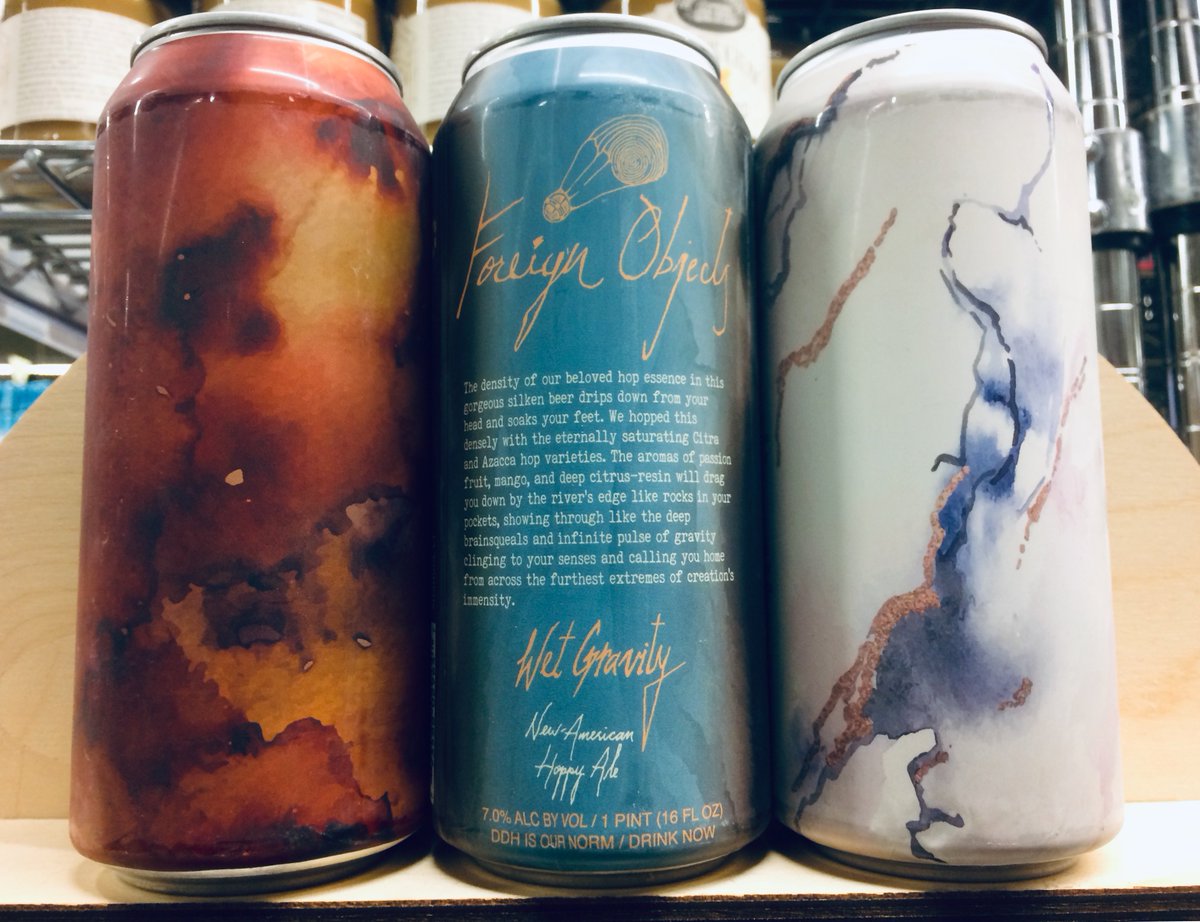 Foreign Objects
The density of our beloved hop essence in this
gorgeous silken beer drips down from your
head and soaks your feet. We hopped this
densely with the eternally saturating Citra
and Azacca hop varieties. The aromas of passion
fruit, mango, and deep citrus-resin will drag
you down by the river's edge like rocks in your
pockets, showing through like the deep
brainsqueals and infinite pulse of gravity
clinging to your senses and calling you home
from across the furthest extremes of creation's
immensity.
Wet Gravity
New-American
Hoppy Ale
7.0% ALC BY VOL / 1 PINT (16 FL OZ)
DDH IS OUR NORM / DRINK NOW